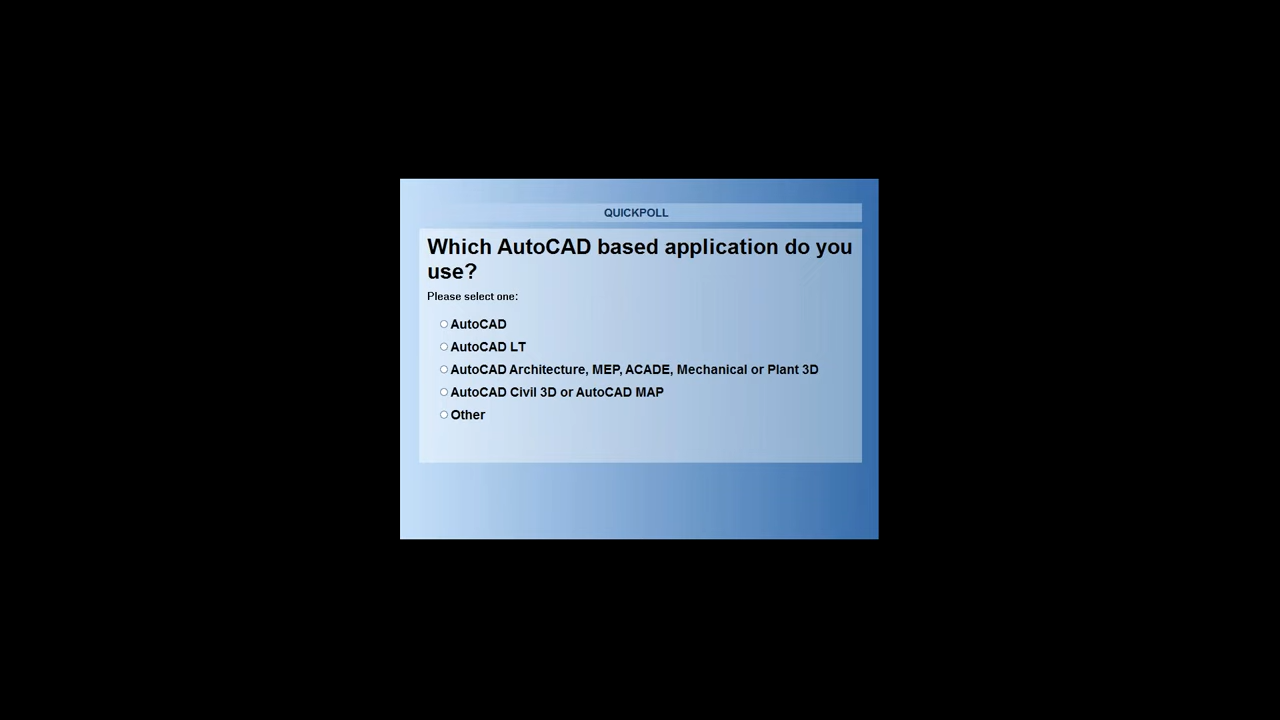 QUICKPOLL
Which AutoCAD based application do you
use?
Please select one:
AutoCAD
AutoCAD LT
AutoCAD Architecture, MEP, ACADE, Mechanical or Plant 3D
AutoCAD Civil 3D or AutoCAD MAP
Other